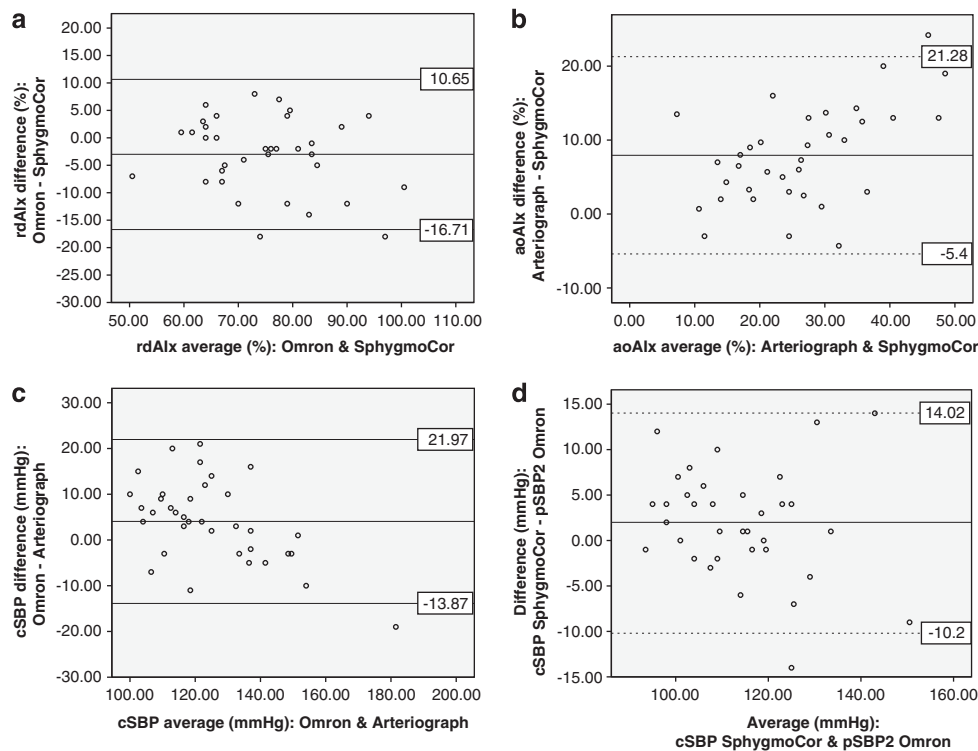 a
rdAIx difference (%):
Omron - SphygmoCor
20.00
15.00
10.00
5.00
0.00
-5.00
-10.00
-15.00
-20.00
-25.00
-30.00
10.65
-16.71
50.00 60.00 70.00 80.00 90.00 100.00 110.00
rdAIx average (%): Omron & SphygmoCor
b
aoAIx difference (%):
Arteriograph - SphygmoCor
20.00
10.00
0.00
-10.00
21.28
-5.4
0.00 10.00 20.00 30.00 40.00 50.00
aoAIx average (%): Arteriograph & SphygmoCor
c
cSBP difference (mmHg):
Omron - Arteriograph
30.00
20.00
10.00
0.00
-10.00
-20.00
-30.00
21.97
-13.87
100.00 120.00 140.00 160.00 180.00 200.00
cSBP average (mmHg): Omron & Arteriograph
d
Difference (mmHg):
cSBP SphygmoCor - pSBP2 Omron
15.00
10.00
5.00
0.00
-5.00
-10.00
-15.00
14.02
-10.2
100.00 120.00 140.00 160.00
Average (mmHg):
cSBP SphygmoCor & pSBP2 Omron